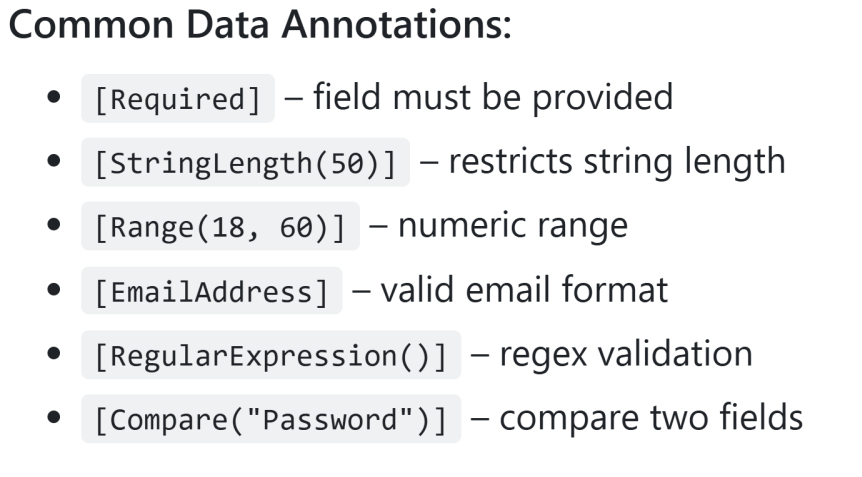 Common Data Annotations:
• [Required] – field must be provided
• [StringLength(50)] – restricts string length
• [Range(18, 60)] – numeric range
• [EmailAddress] – valid email format
• [RegularExpression()] – regex validation
• [Compare("Password")] – compare two fields